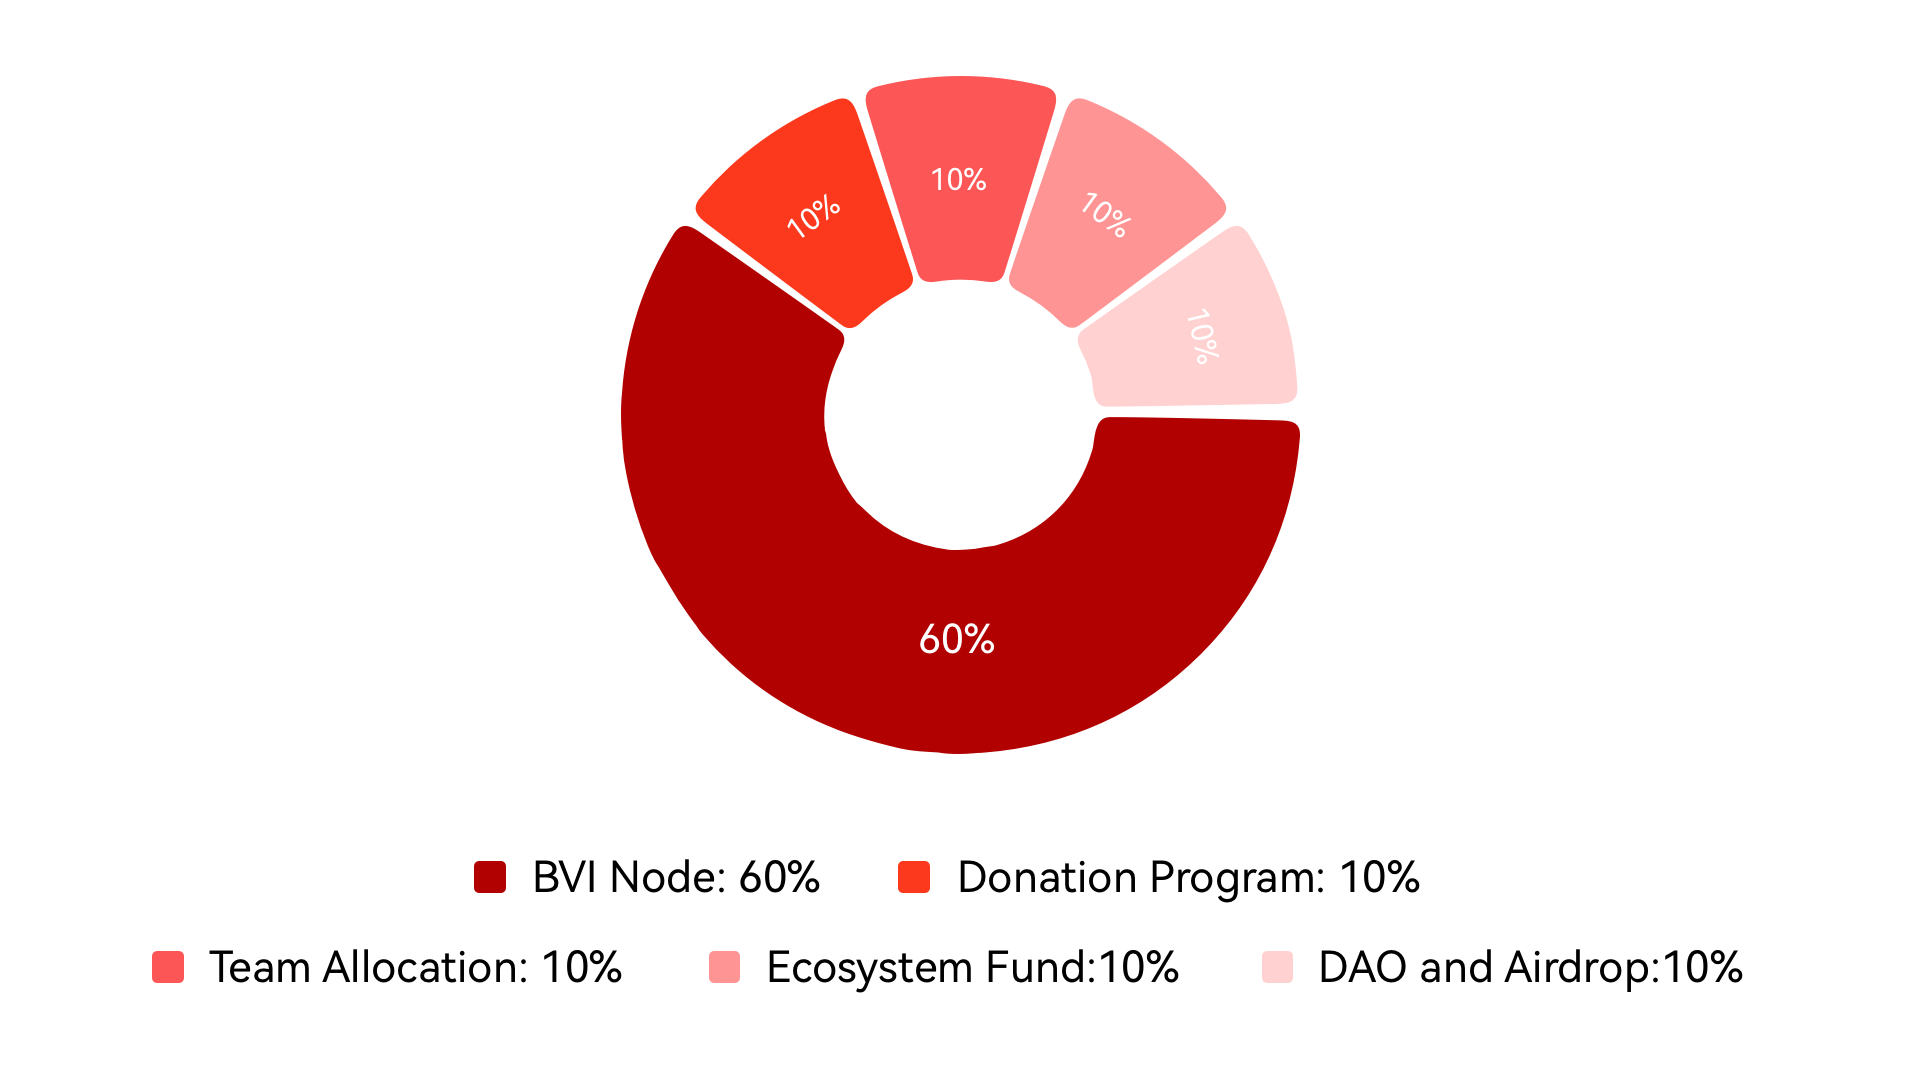 10%
10%
10%
10%
60%
BVI Node: 60%
Donation Program: 10%
Team Allocation: 10%
Ecosystem Fund:10%
DAO and Airdrop:10%